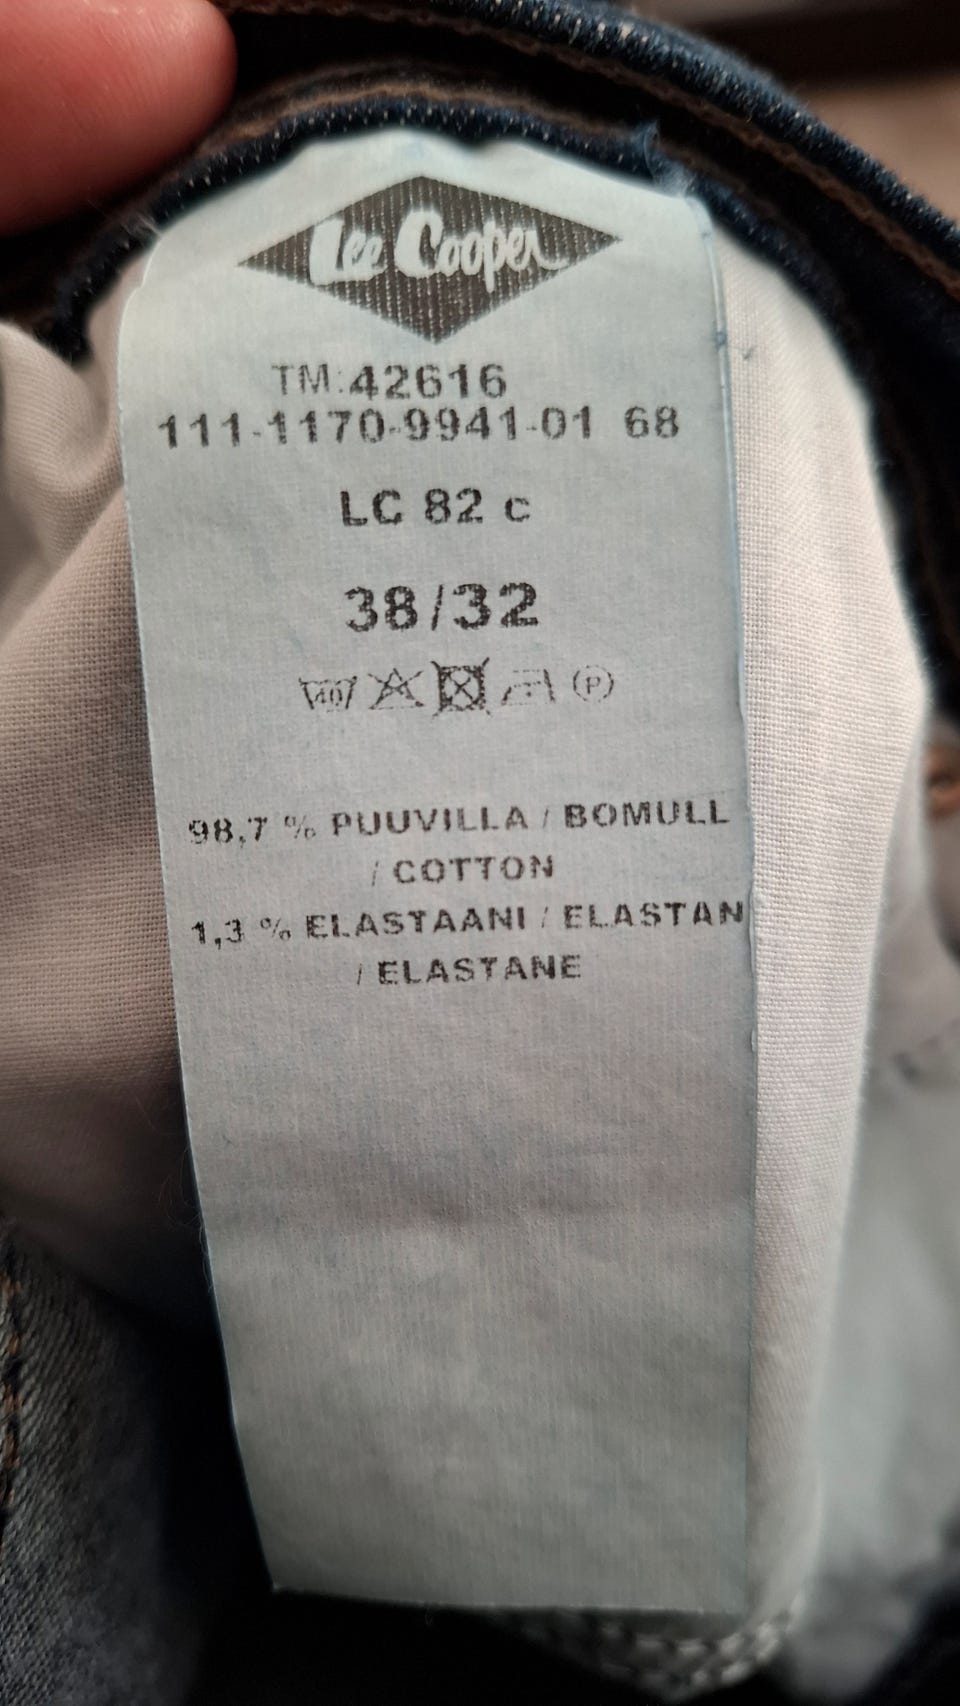 Lee Cooper
TM:42616
111-1170-9941-01 68
LC 82 c
38/32
40 P
98,7 % PUUVILLA / BOMULL
/ COTTON
1,3 % ELASTAANI / ELASTAN
/ ELASTANE